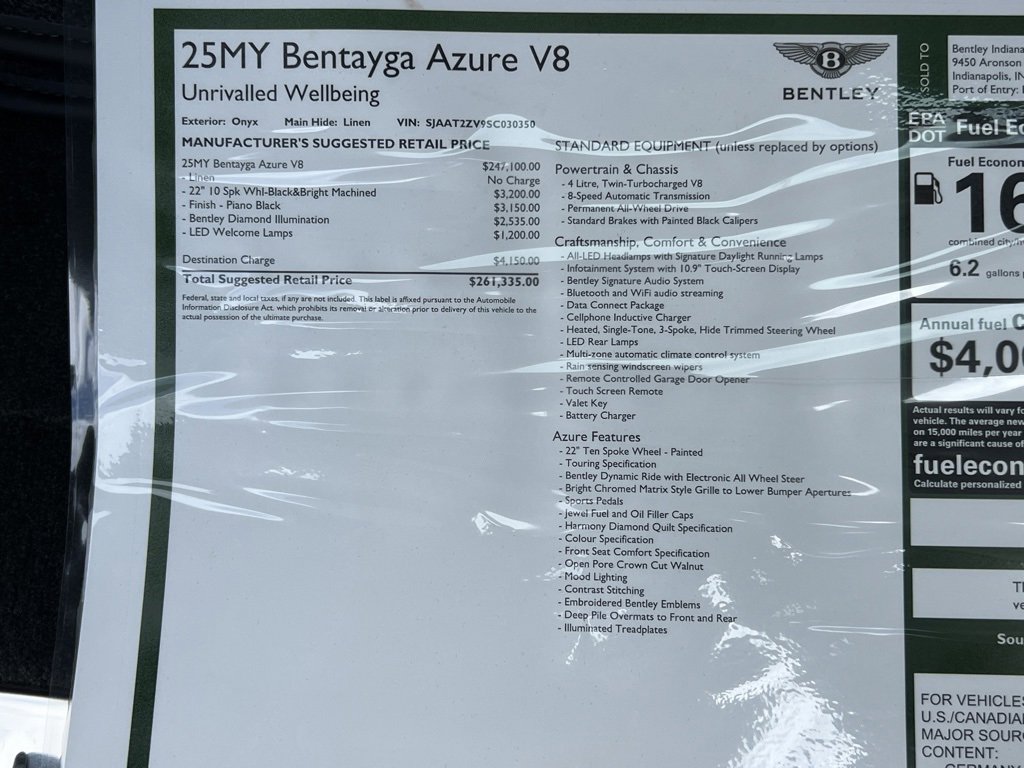 25MY Bentayga Azure V8
Unrivalled Wellbeing
Exterior: Onyx Main Hide: Linen VIN: SJAAT2ZV9SC030350
MANUFACTURER'S SUGGESTED RETAIL PRICE
25MY Bentayga Azure V8 $247,100.00
- Linen No Charge
- 22" 10 Spk Whl-Black&Bright Machined $3,200.00
- Finish - Piano Black $3,150.00
- Bentley Diamond Illumination $2,535.00
- LED Welcome Lamps $1,200.00
Destination Charge $4,150.00
Total Suggested Retail Price $261,335.00
Federal, state and local taxes, if any are not included. This label is affixed pursuant to the Automobile
Information Disclosure Act, which prohibits its removal or alteration prior to delivery of this vehicle to the
actual possession of the ultimate purchase.
B
BENTLEY
STANDARD EQUIPMENT (unless replaced by options)
Powertrain & Chassis
- 4 Litre, Twin-Turbocharged V8
- 8-Speed Automatic Transmission
- Permanent All-Wheel Drive
- Standard Brakes with Painted Black Calipers
Craftsmanship, Comfort & Convenience
- All-LED Headlamps with Signature Daylight Running Lamps
- Infotainment System with 10.9" Touch-Screen Display
- Bentley Signature Audio System
- Bluetooth and WiFi audio streaming
- Data Connect Package
- Cellphone Inductive Charger
- Heated, Single-Tone, 3-Spoke, Hide Trimmed Steering Wheel
- LED Rear Lamps
- Multi-zone automatic climate control system
- Rain sensing windscreen wipers
- Remote Controlled Garage Door Opener
- Touch Screen Remote
- Valet Key
- Battery Charger
Azure Features
- 22" Ten Spoke Wheel - Painted
- Touring Specification
- Bentley Dynamic Ride with Electronic All Wheel Steer
- Bright Chromed Matrix Style Grille to Lower Bumper Apertures
- Sports Pedals
- Jewel Fuel and Oil Filler Caps
- Harmony Diamond Quilt Specification
- Colour Specification
- Front Seat Comfort Specification
- Open Pore Crown Cut Walnut
- Mood Lighting
- Contrast Stitching
- Embroidered Bentley Emblems
- Deep Pile Overmats to Front and Rear
- Illuminated Treadplates
SOLD TO
Bentley Indiana
9450 Aronson
Indianapolis, IN
Port of Entry:
EPA
DOT
Fuel Ec
Fuel Econom
16
combined city/h
6.2 gallons p
Annual fuel C
$4,00
Actual results will vary fo
vehicle. The average new
on 15,000 miles per year
are a significant cause of
fuelecon
Calculate personalized
Th
ve
Sou
FOR VEHICLES
U.S./CANADIA
MAJOR SOURC
CONTENT:
GERMANY